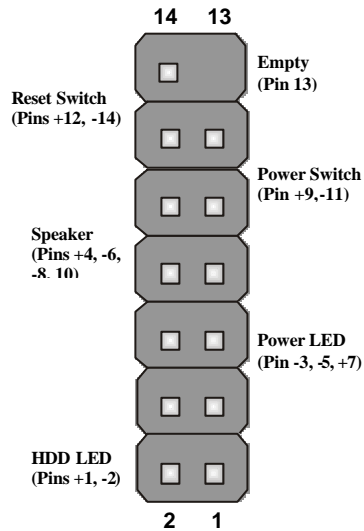 14 13
Empty
(Pin 13)
Reset Switch
(Pins +12, -14)
Power Switch
(Pin +9,-11)
Speaker
(Pins +4, -6,
-8, 10)
Power LED
(Pin -3, -5, +7)
HDD LED
(Pins +1, -2)
2 1